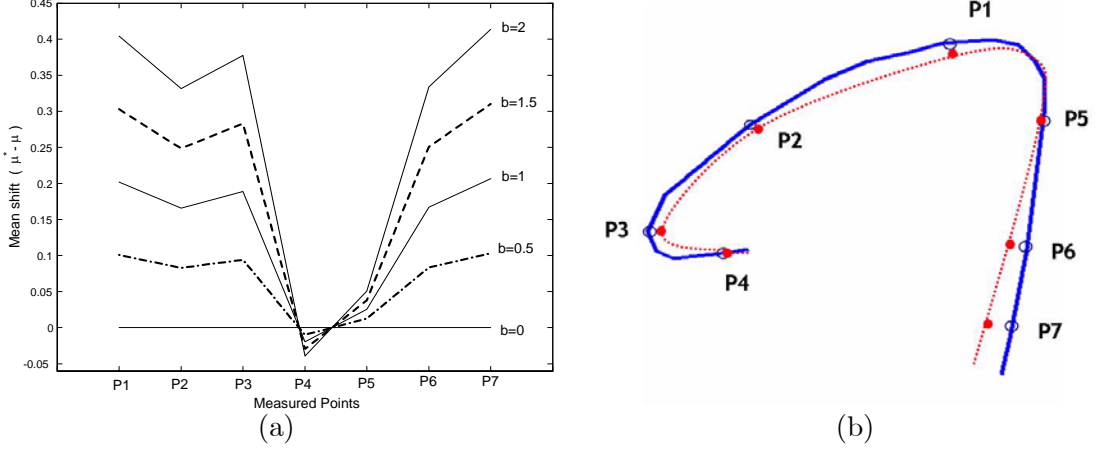 0.45
0.4
0.35
0.3
0.25
0.2
0.15
0.1
0.05
0
-0.05
Mean shift ( μ* - μ )
b=2
b=1.5
b=1
b=0.5
b=0
P1 P2 P3 P4 P5 P6 P7
Measured Points
(a)
P1
P2
P3
P4
P5
P6
P7
(b)